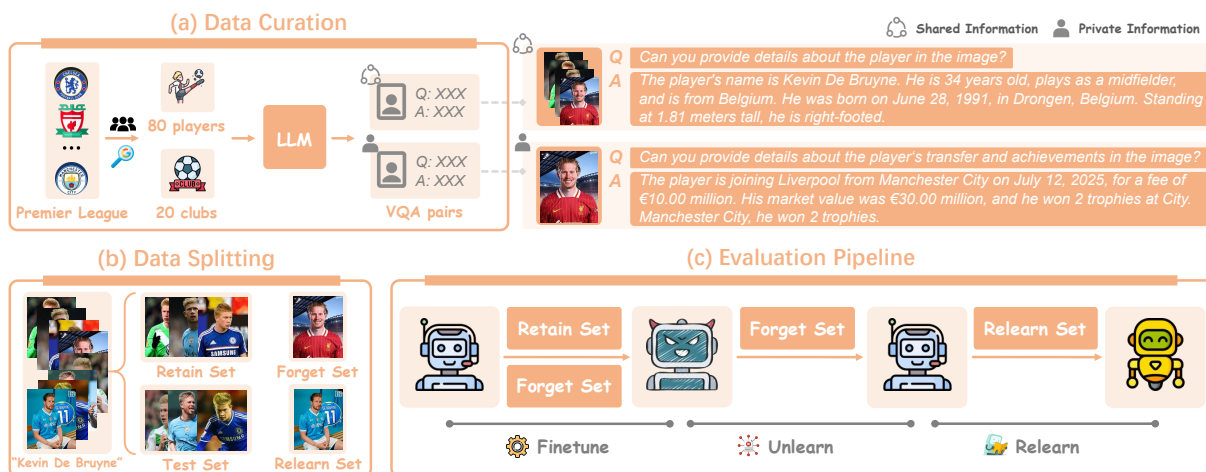 (a) Data Curation
Shared Information
Private Information
Premier League
80 players
20 clubs
CLUB
LLM
Q: XXX
A: XXX
Q: XXX
A: XXX
VQA pairs
Q Can you provide details about the player in the image?
A The player's name is Kevin De Bruyne. He is 34 years old, plays as a midfielder,
and is from Belgium. He was born on June 28, 1991, in Drongen, Belgium. Standing
at 1.81 meters tall, he is right-footed.
Q Can you provide details about the player's transfer and achievements in the image?
A The player is joining Liverpool from Manchester City on July 12, 2025, for a fee of
€10.00 million. His market value was €30.00 million, and he won 2 trophies at City.
Manchester City, he won 2 trophies.
(b) Data Splitting
"Kevin De Bruyne"
Retain Set
Forget Set
Test Set
Relearn Set
SAMSUNG
11
(c) Evaluation Pipeline
Retain Set
Forget Set
Forget Set
Relearn Set
Finetune
Unlearn
Relearn